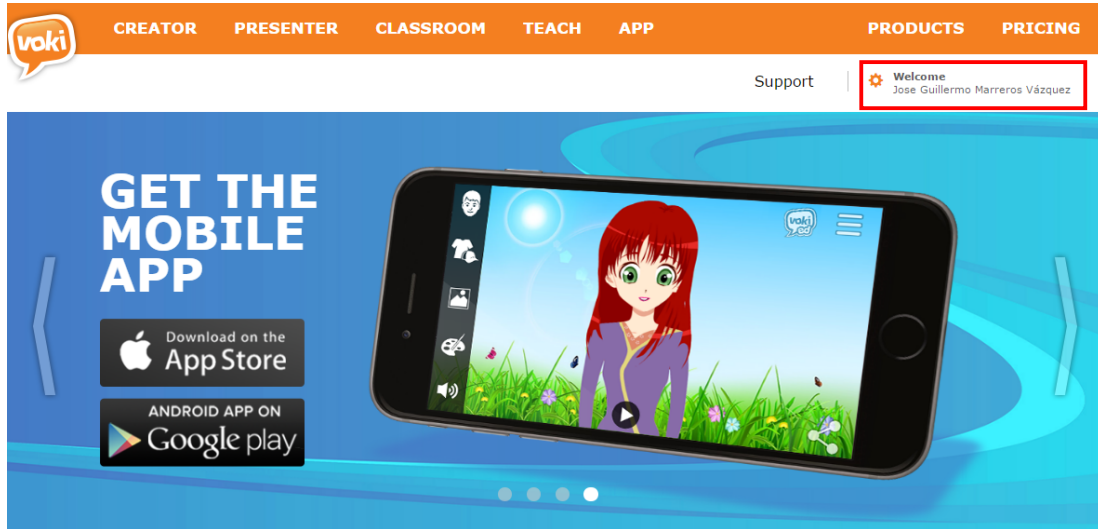 voki
CREATOR PRESENTER CLASSROOM TEACH APP PRODUCTS PRICING
Support
Welcome
Jose Guillermo Marreros Vázquez
GET THE
MOBILE
APP
Download on the
App Store
ANDROID APP ON
Google play
voki
ed